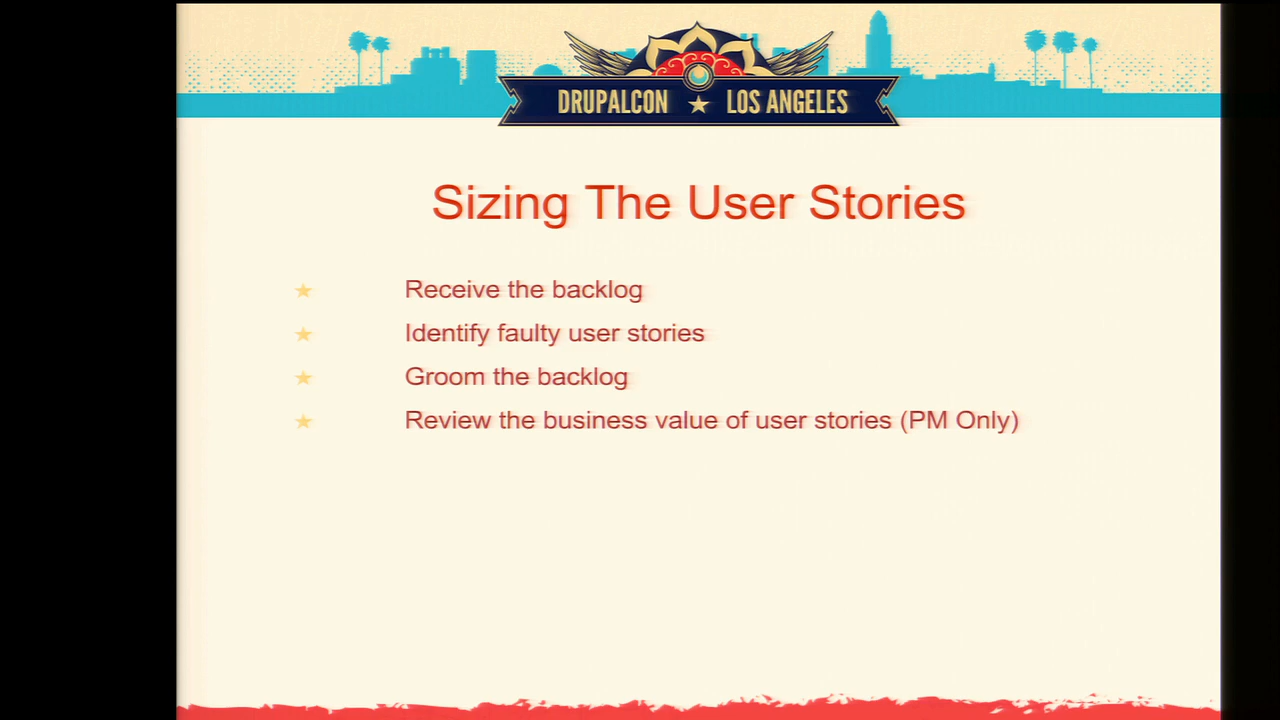 DRUPALCON ★ LOS ANGELES
Sizing The User Stories
★ Receive the backlog
★ Identify faulty user stories
★ Groom the backlog
★ Review the business value of user stories (PM Only)